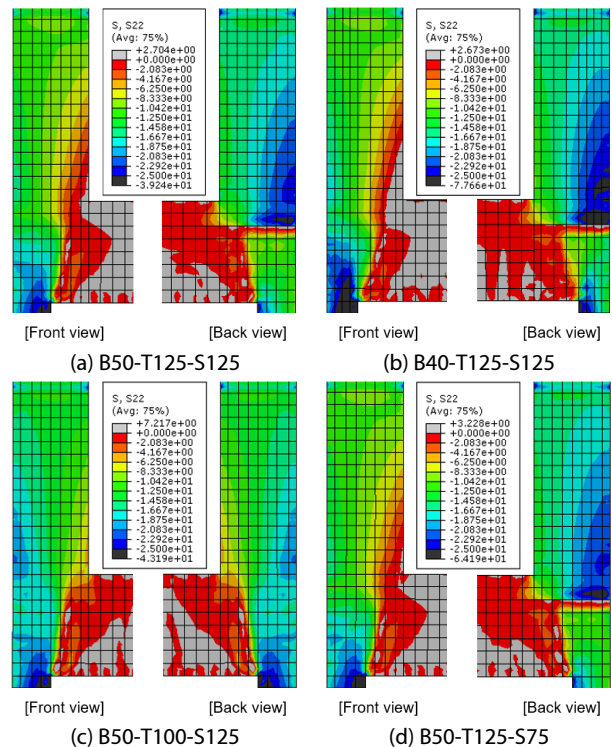 S, S22
(Avg: 75%)
+2.704e+00
+0.000e+00
-2.083e+00
-4.167e+00
-6.250e+00
-8.333e+00
-1.042e+01
-1.250e+01
-1.458e+01
-1.667e+01
-1.875e+01
-2.083e+01
-2.292e+01
-2.500e+01
-3.924e+01
[Front view]
[Back view]
(a) B50-T125-S125
S, S22
(Avg: 75%)
+2.673e+00
+0.000e+00
-2.083e+00
-4.167e+00
-6.250e+00
-8.333e+00
-1.042e+01
-1.250e+01
-1.458e+01
-1.667e+01
-1.875e+01
-2.083e+01
-2.292e+01
-2.500e+01
-7.766e+01
[Front view]
[Back view]
(b) B40-T125-S125
S, S22
(Avg: 75%)
+7.217e+00
+0.000e+00
-2.083e+00
-4.167e+00
-6.250e+00
-8.333e+00
-1.042e+01
-1.250e+01
-1.458e+01
-1.667e+01
-1.875e+01
-2.083e+01
-2.292e+01
-2.500e+01
-4.319e+01
[Front view]
[Back view]
(c) B50-T100-S125
S, S22
(Avg: 75%)
+3.228e+00
+0.000e+00
-2.083e+00
-4.167e+00
-6.250e+00
-8.333e+00
-1.042e+01
-1.250e+01
-1.458e+01
-1.667e+01
-1.875e+01
-2.083e+01
-2.292e+01
-2.500e+01
-6.419e+01
[Front view]
[Back view]
(d) B50-T125-S75